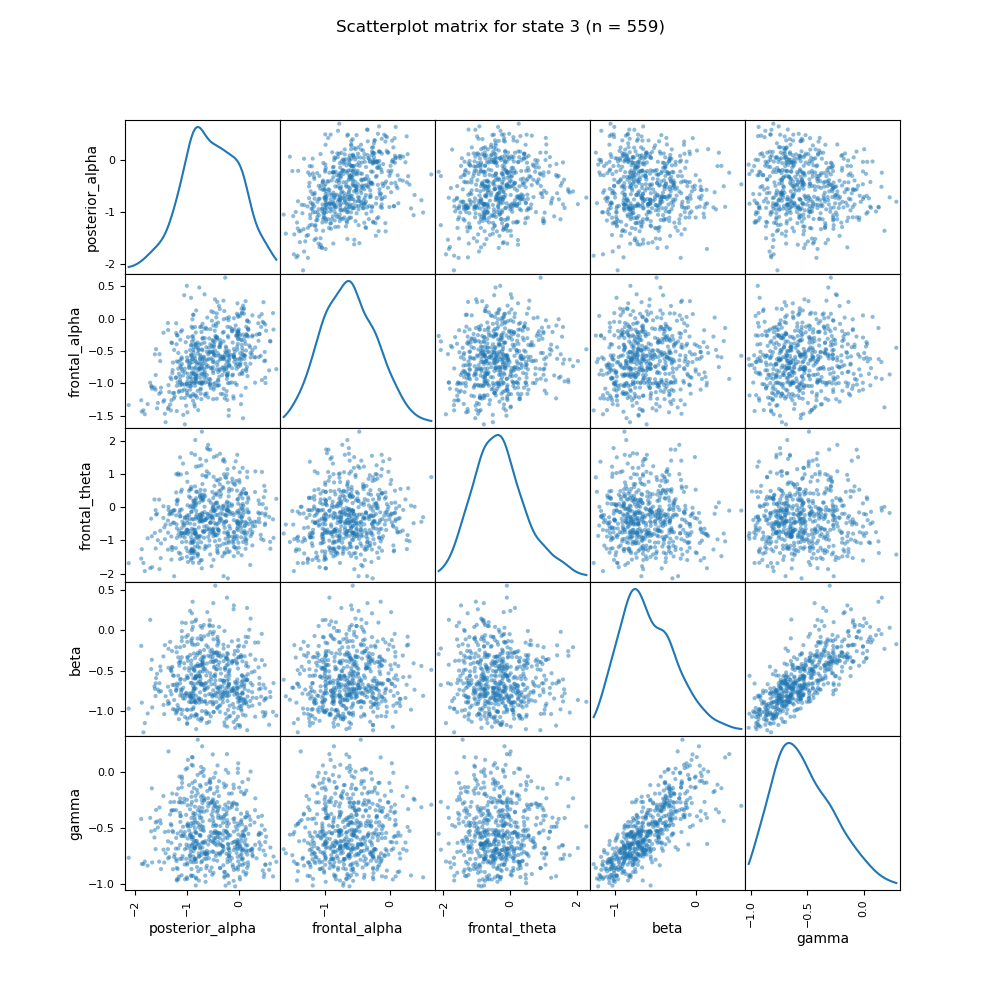 Scatterplot matrix for state 3 (n = 559)
posterior_alpha
0
−1
−2
frontal_alpha
0.5
0.0
−0.5
−1.0
−1.5
frontal_theta
2
1
0
−1
−2
beta
0.5
0.0
−0.5
−1.0
gamma
0.0
−0.5
−1.0
−2 −1 0 −1 0 −2 0 2 −1 0 −1.0 −0.5 0.0
posterior_alpha frontal_alpha frontal_theta beta gamma